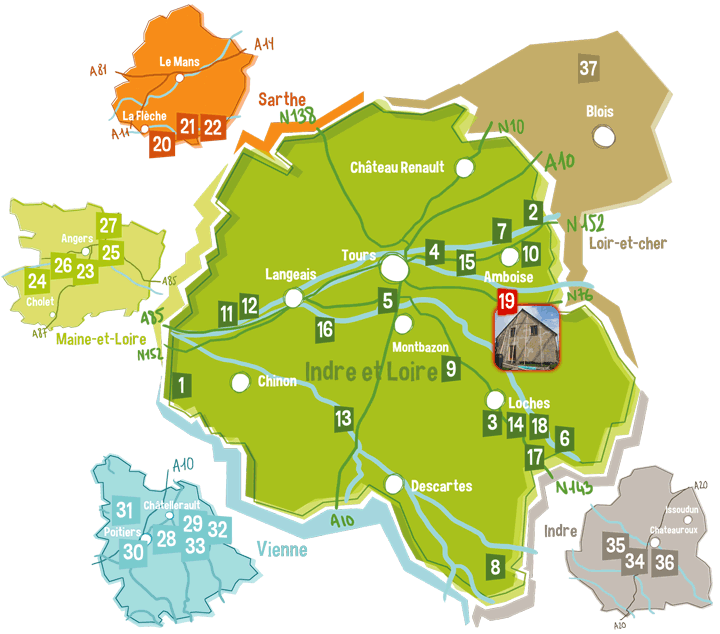 Le Mans
A81
A14
La Flèche
A11
20
21
22
Sarthe
N138
37
Blois
N10
A10
Château Renault
2
N152
7
Loir-et-cher
4
15
10
Tours
Amboise
Langeais
19
N76
5
11
12
16
Montbazon
Indre et Loire
9
1
Chinon
Loches
13
3
14
18
6
17
N143
Descartes
A10
8
27
Angers
25
26
23
24
Cholet
A85
A87
Maine-et-Loire
A85
N152
A10
31
Châtellerault
Poitiers
29
32
28
30
33
Vienne
Indre
A20
Issoudun
Chateauroux
35
34
36
A20